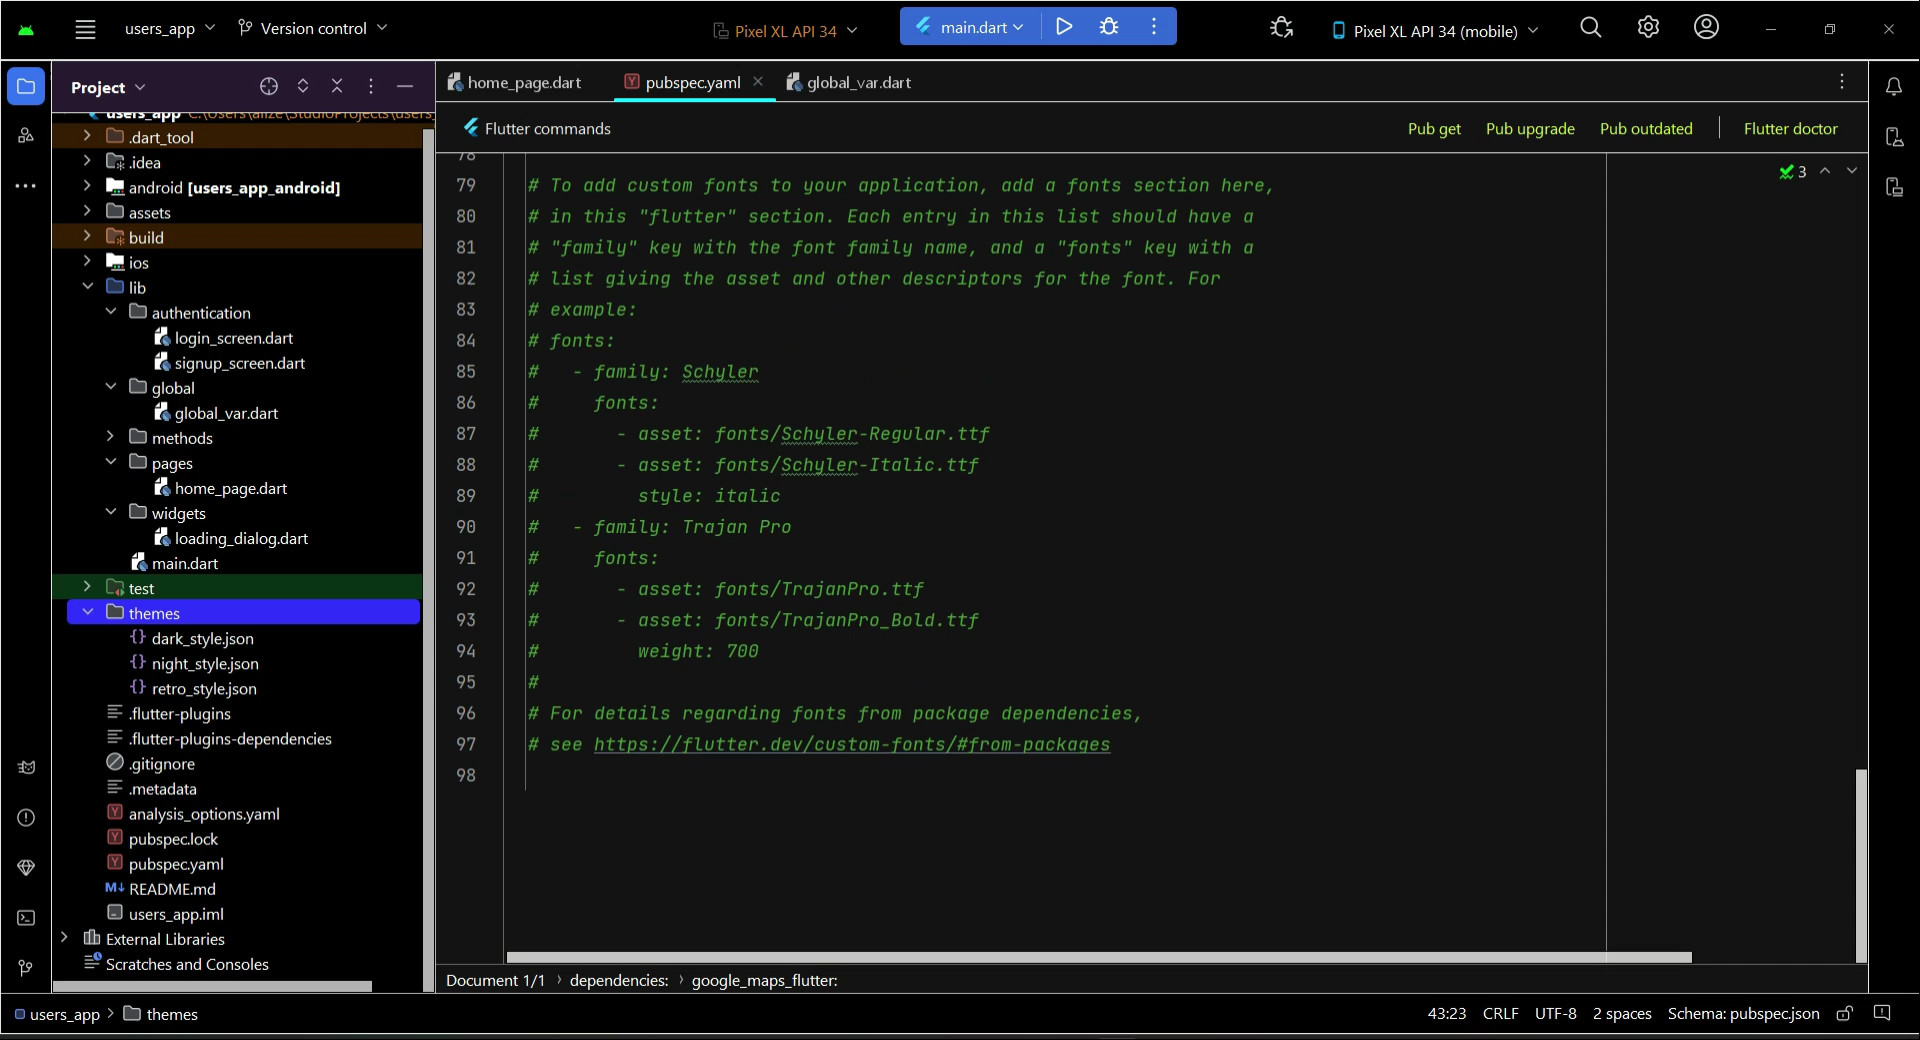 users_app
Version control
Pixel XL API 34
main.dart
Pixel XL API 34 (mobile)
Project
home_page.dart
pubspec.yaml
global_var.dart
users_app C:\Users\alize\StudioProjects\users_
Flutter commands
Pub get
Pub upgrade
Pub outdated
Flutter doctor
.dart_tool
.idea
android [users_app_android]
assets
build
ios
lib
authentication
login_screen.dart
signup_screen.dart
global
global_var.dart
methods
pages
home_page.dart
widgets
loading_dialog.dart
main.dart
test
themes
dark_style.json
night_style.json
retro_style.json
.flutter-plugins
.flutter-plugins-dependencies
.gitignore
.metadata
analysis_options.yaml
pubspec.lock
pubspec.yaml
README.md
users_app.iml
External Libraries
Scratches and Consoles
3
78
79 # To add custom fonts to your application, add a fonts section here,
80 # in this "flutter" section. Each entry in this list should have a
81 # "family" key with the font family name, and a "fonts" key with a
82 # list giving the asset and other descriptors for the font. For
83 # example:
84 # fonts:
85 #   - family: Schyler
86 #     fonts:
87 #       - asset: fonts/Schyler-Regular.ttf
88 #       - asset: fonts/Schyler-Italic.ttf
89 #         style: italic
90 #   - family: Trajan Pro
91 #     fonts:
92 #       - asset: fonts/TrajanPro.ttf
93 #       - asset: fonts/TrajanPro_Bold.ttf
94 #         weight: 700
95 #
96 # For details regarding fonts from package dependencies,
97 # see https://flutter.dev/custom-fonts/#from-packages
98
Document 1/1 › dependencies: › google_maps_flutter:
users_app > themes
43:23 CRLF UTF-8 2 spaces Schema: pubspec.json